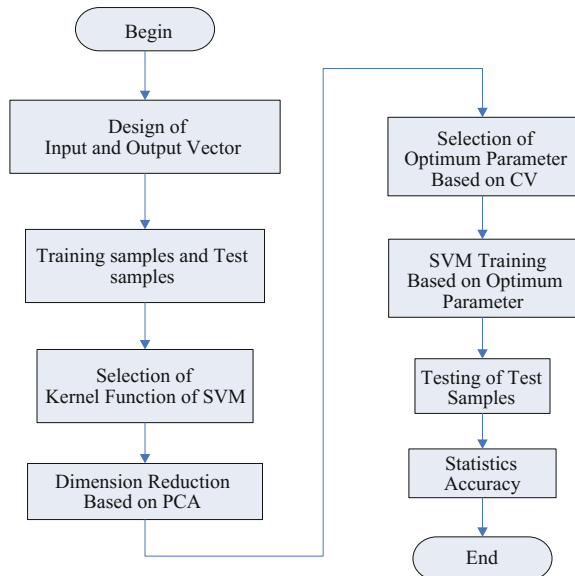 Begin
Design of
Input and Output Vector
Training samples and Test
samples
Selection of
Kernel Function of SVM
Dimension Reduction
Based on PCA
Selection of
Optimum Parameter
Based on CV
SVM Training
Based on Optimum
Parameter
Testing of Test
Samples
Statistics
Accuracy
End